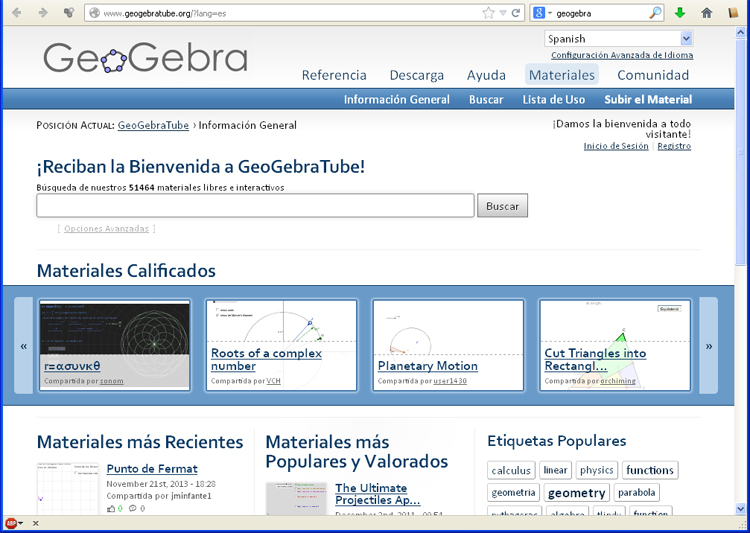 www.geogebratube.org/?lang=es
geogebra
GeoGebra
Spanish
Configuración Avanzada de Idioma
Referencia Descarga Ayuda Materiales Comunidad
Información General Buscar Lista de Uso Subir el Material
Posición Actual: GeoGebraTube › Información General
¡Damos la bienvenida a todo
visitante!
Inicio de Sesión | Registro
¡Reciban la Bienvenida a GeoGebraTube!
Búsqueda de nuestros 51464 materiales libres e interactivos
Buscar
[ Opciones Avanzadas ]
Materiales Calificados
«
r=ασυνκθ
Compartida por sonom
Roots of a complex
number
Compartida por VCH
Planetary Motion
Compartida por user1430
Cut Triangles into
Rectangl...
Compartida por archiming
»
Materiales más Recientes
Punto de Fermat
November 21st, 2013 - 18:28
Compartida por jminfante1
0 0
Materiales más
Populares y Valorados
The Ultimate
Projectiles Ap...
December 2nd, 2011 - 00:54
Etiquetas Populares
calculus linear physics functions
geometria geometry parabola
pythagoras algebra tlindy function
ABP